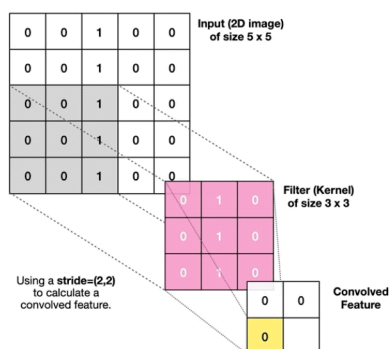 Input (2D image)
of size 5 x 5
0 0 1 0 0
0 0 1 0 0
0 0 1 0 0
0 0 1 0 0
0 0 1 0 0
Filter (Kernel)
of size 3 x 3
0 1 0
0 1 0
0 1 0
Using a stride=(2,2)
to calculate a
convolved feature.
Convolved
Feature
0 0
0